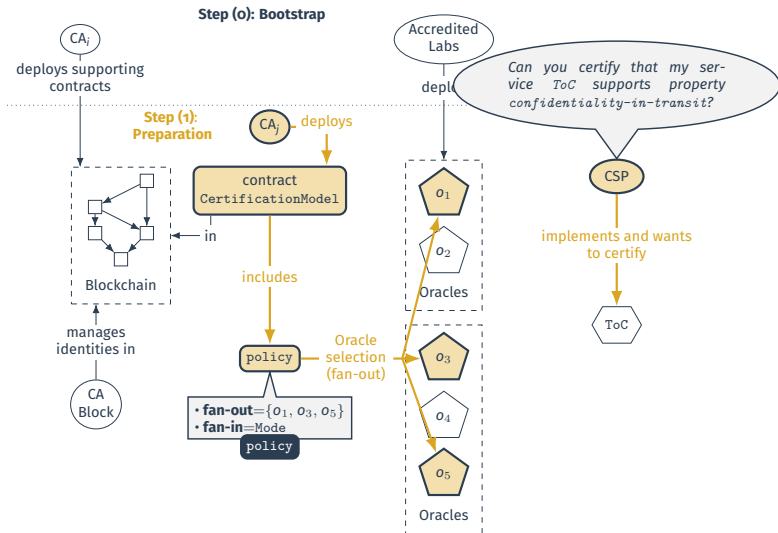 Step (0): Bootstrap
CAᵢ
deploys supporting
contracts
Accredited
Labs
Can you certify that my ser-
vice ToC supports property
confidentiality-in-transit?
Step (1):
Preparation
CAⱼ
deploys
contract
CertificationModel
in
Blockchain
manages
identities in
CA
Block
includes
policy
Oracle
selection
(fan-out)
• fan-out={o₁, o₃, o₅}
• fan-in=Mode
policy
o₁
o₂
Oracles
o₃
o₄
o₅
Oracles
CSP
implements and wants
to certify
ToC